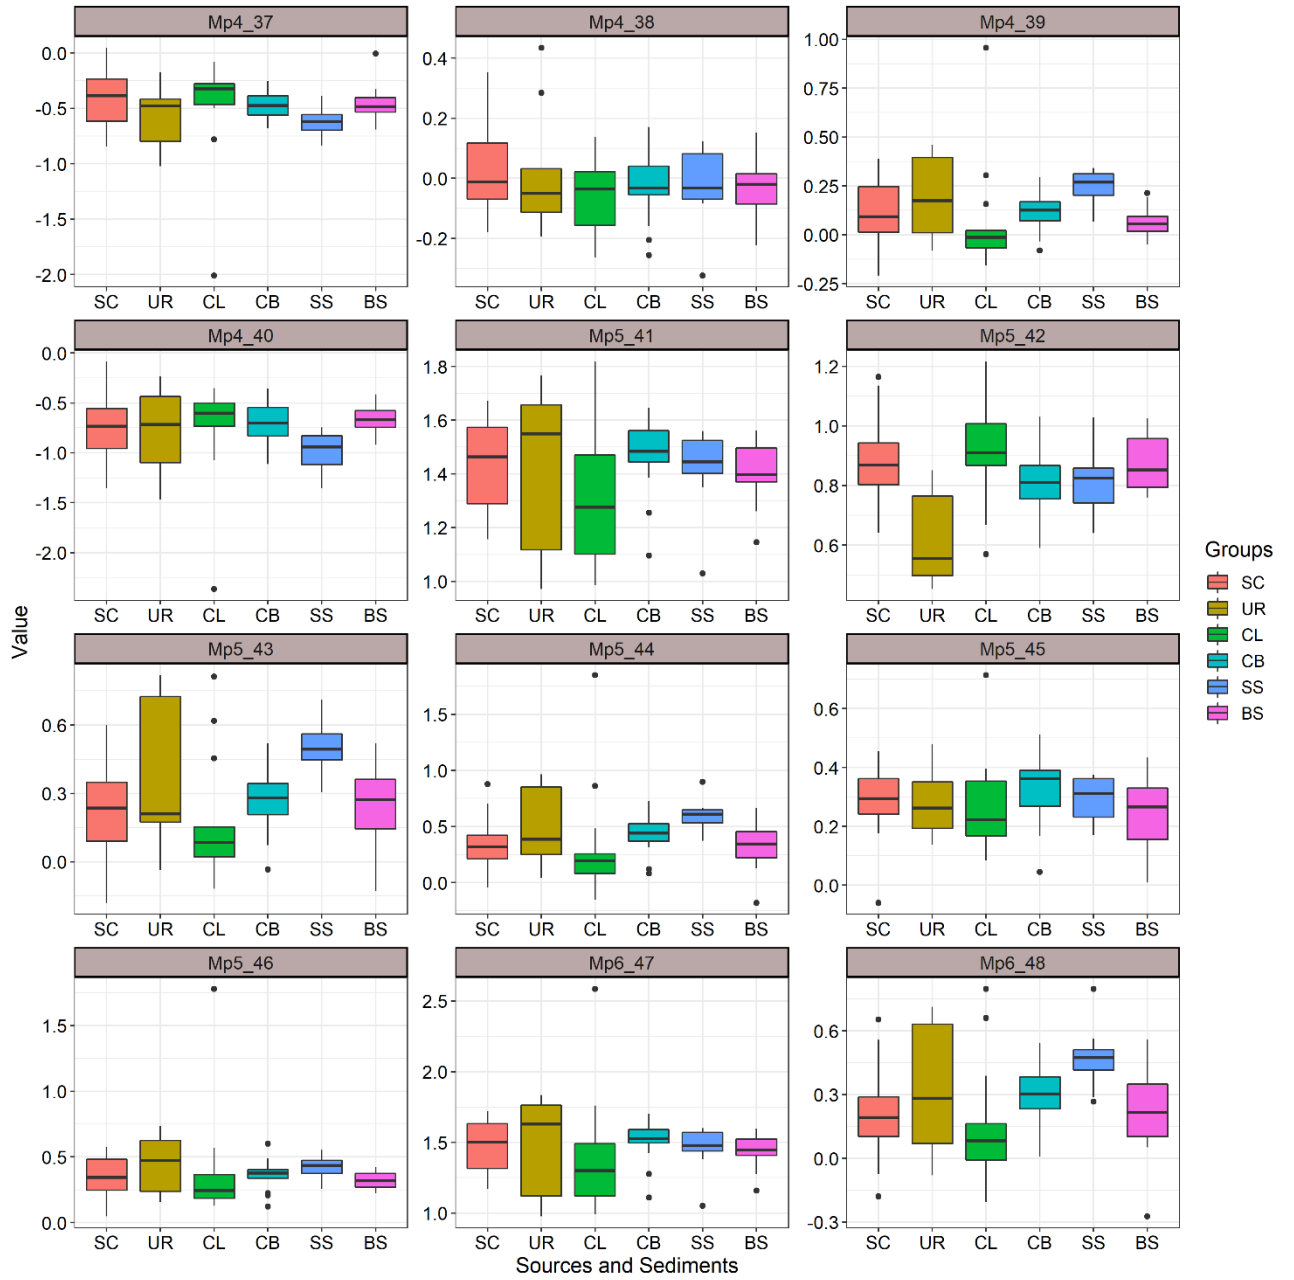 Mp4_37 Mp4_38 Mp4_39
0.0 -0.5 -1.0 -1.5 -2.0
0.4 0.2 0.0 -0.2
1.00 0.75 0.50 0.25 0.00 -0.25
SC UR CL CB SS BS SC UR CL CB SS BS SC UR CL CB SS BS
Mp4_40 Mp5_41 Mp5_42
0.0 -0.5 -1.0 -1.5 -2.0
1.8 1.6 1.4 1.2 1.0
1.2 1.0 0.8 0.6
SC UR CL CB SS BS SC UR CL CB SS BS SC UR CL CB SS BS
Mp5_43 Mp5_44 Mp5_45
0.6 0.3 0.0
1.5 1.0 0.5 0.0
0.6 0.4 0.2 0.0
SC UR CL CB SS BS SC UR CL CB SS BS SC UR CL CB SS BS
Mp5_46 Mp6_47 Mp6_48
1.5 1.0 0.5 0.0
2.5 2.0 1.5 1.0
0.6 0.3 0.0 -0.3
SC UR CL CB SS BS SC UR CL CB SS BS SC UR CL CB SS BS
Value
Sources and Sediments
Groups
SC
UR
CL
CB
SS
BS